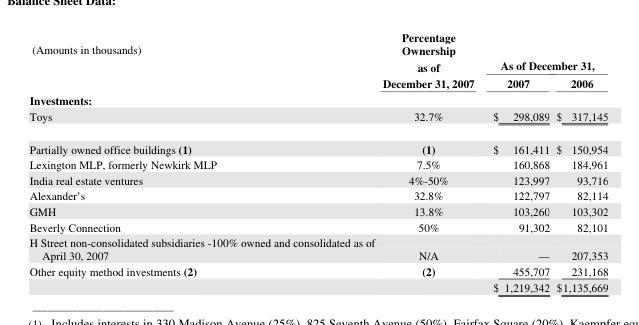 Balance Sheet Data:
Percentage
(Amounts in thousands) Ownership
as of As of December 31,
December 31, 2007 2007 2006
Investments:
Toys 32.7% $ 298,089 $ 317,145
Partially owned office buildings (1) (1) $ 161,411 $ 150,954
Lexington MLP, formerly Newkirk MLP 7.5% 160,868 184,961
India real estate ventures 4%-50% 123,997 93,716
Alexander's 32.8% 122,797 82,114
GMH 13.8% 103,260 103,302
Beverly Connection 50% 91,302 82,101
H Street non-consolidated subsidiaries -100% owned and consolidated as of
April 30, 2007 N/A — 207,353
Other equity method investments (2) (2) 455,707 231,168
$ 1,219,342 $1,135,669
(1) Includes interests in 330 Madison Avenue (25%), 825 Seventh Avenue (50%), Fairfax Square (20%), Kaempfer